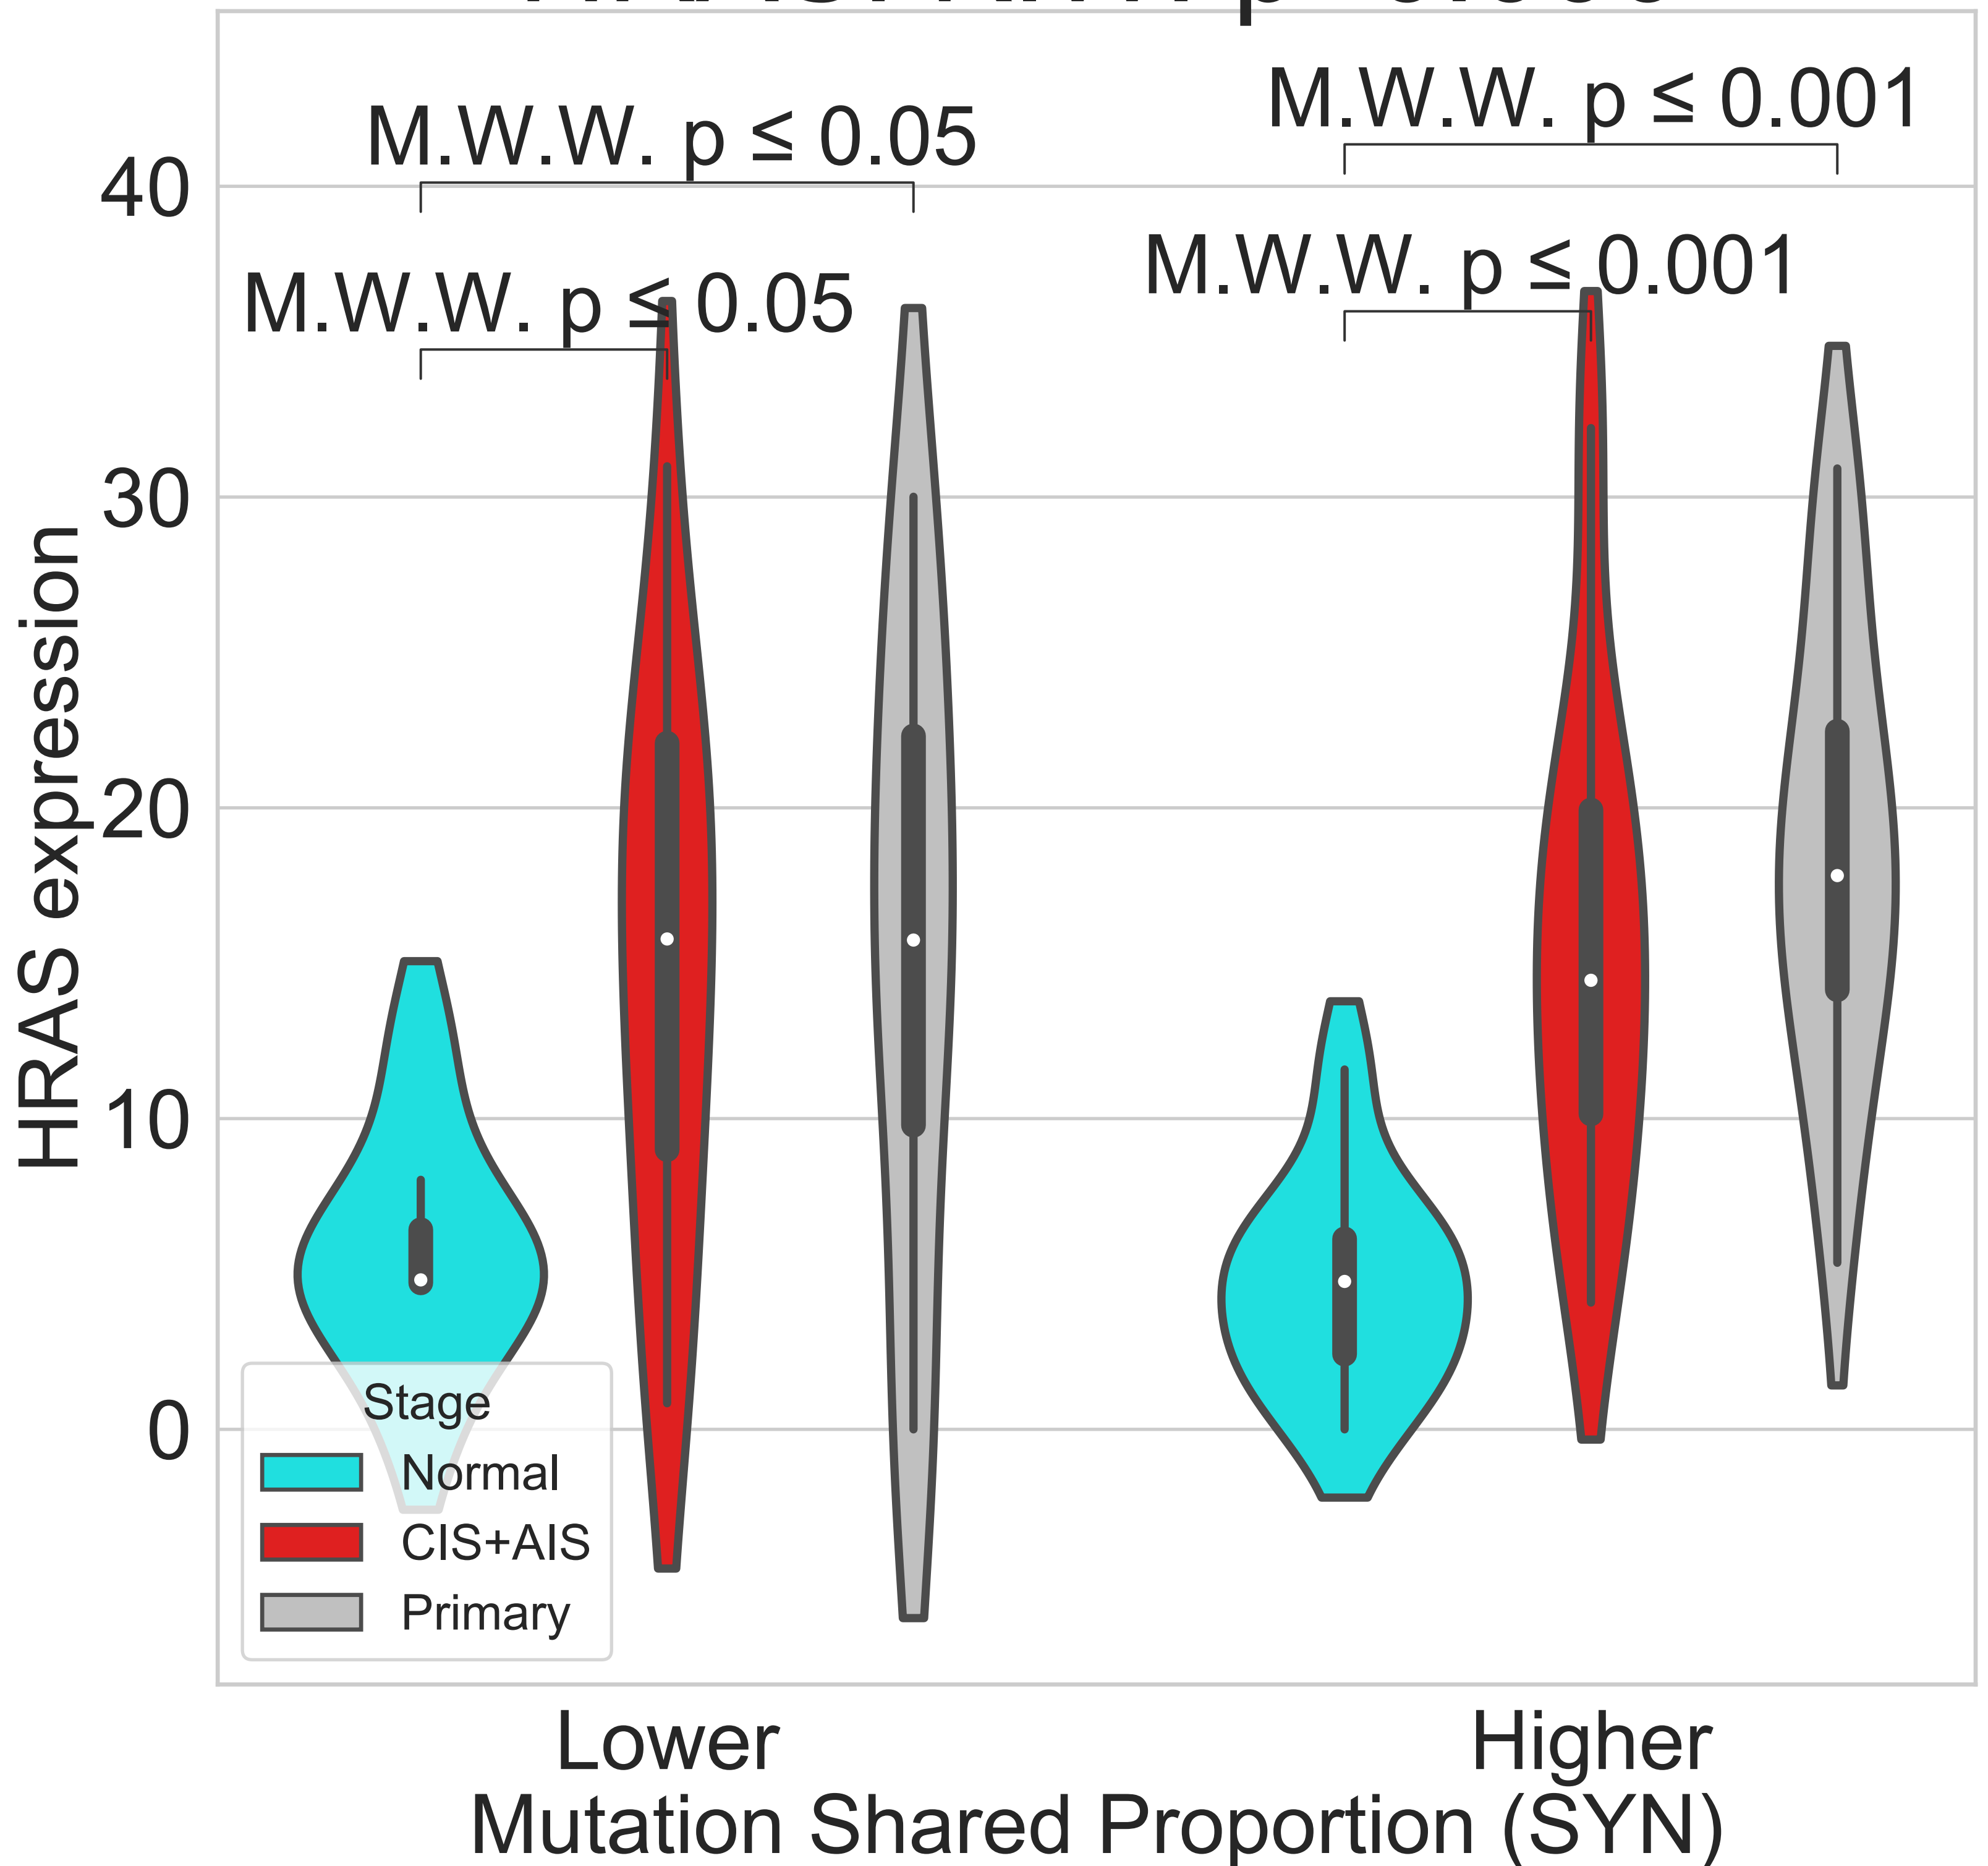 M.W.W. p ≤ 0.001
M.W.W. p ≤ 0.05
M.W.W. p ≤ 0.001
M.W.W. p ≤ 0.05
40
30
20
10
0
HRAS expression
Stage
Normal
CIS+AIS
Primary
Lower
Higher
Mutation Shared Proportion (SYN)